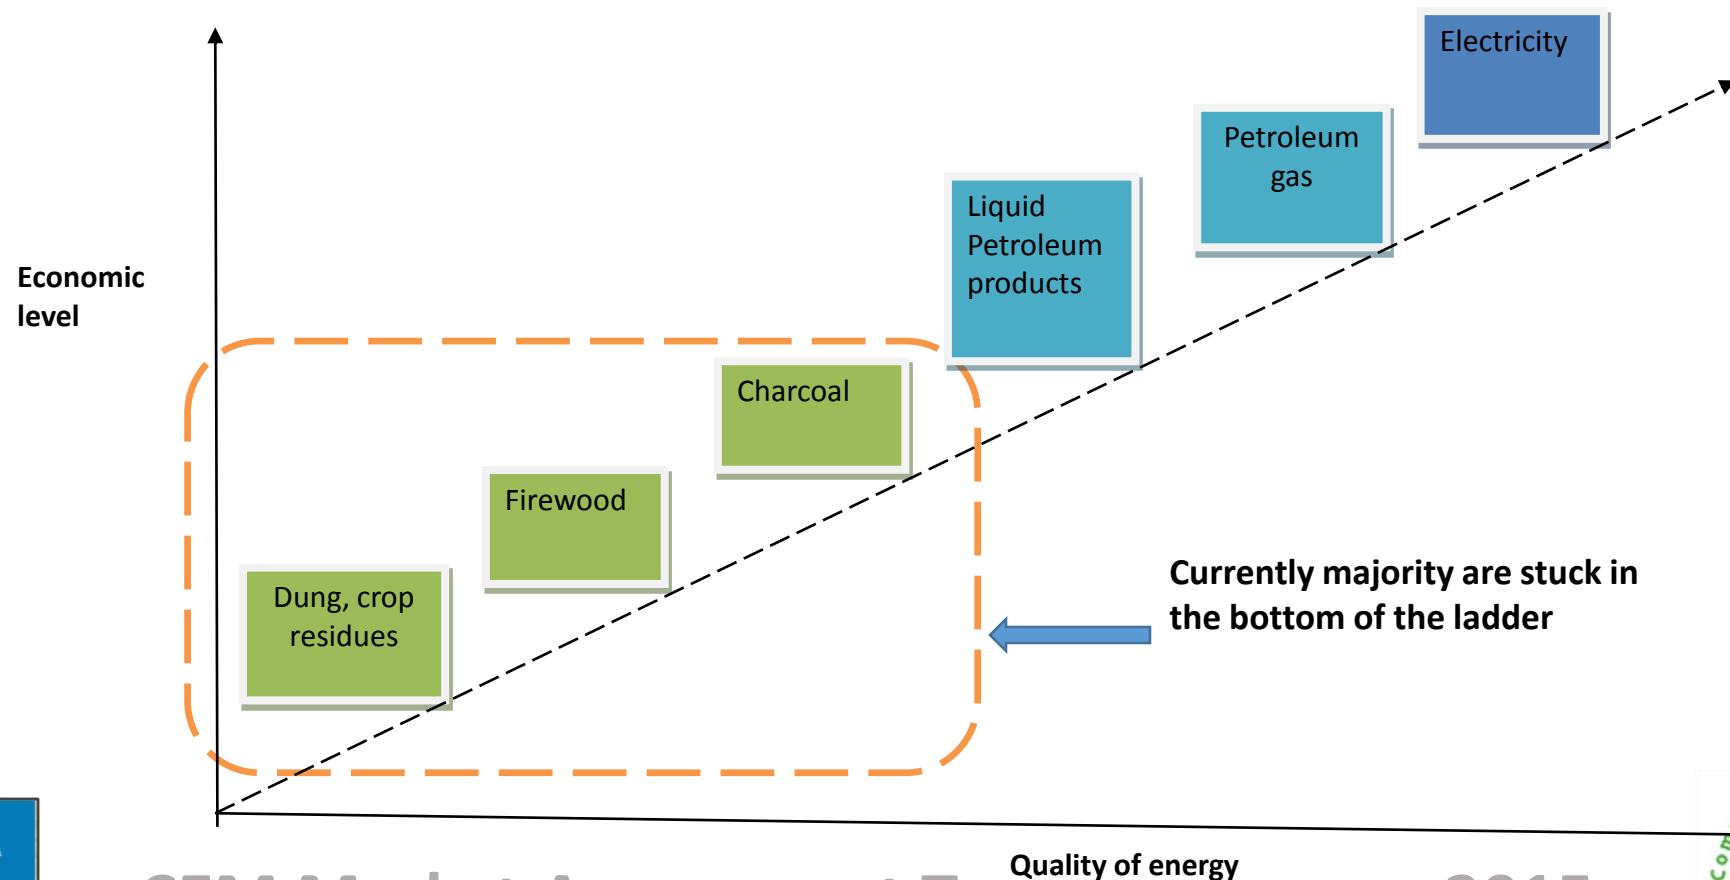 Electricity
Petroleum
gas
Liquid
Petroleum
products
Economic
level
Charcoal
Firewood
Currently majority are stuck in
the bottom of the ladder
Dung, crop
residues
Quality of energy
2015